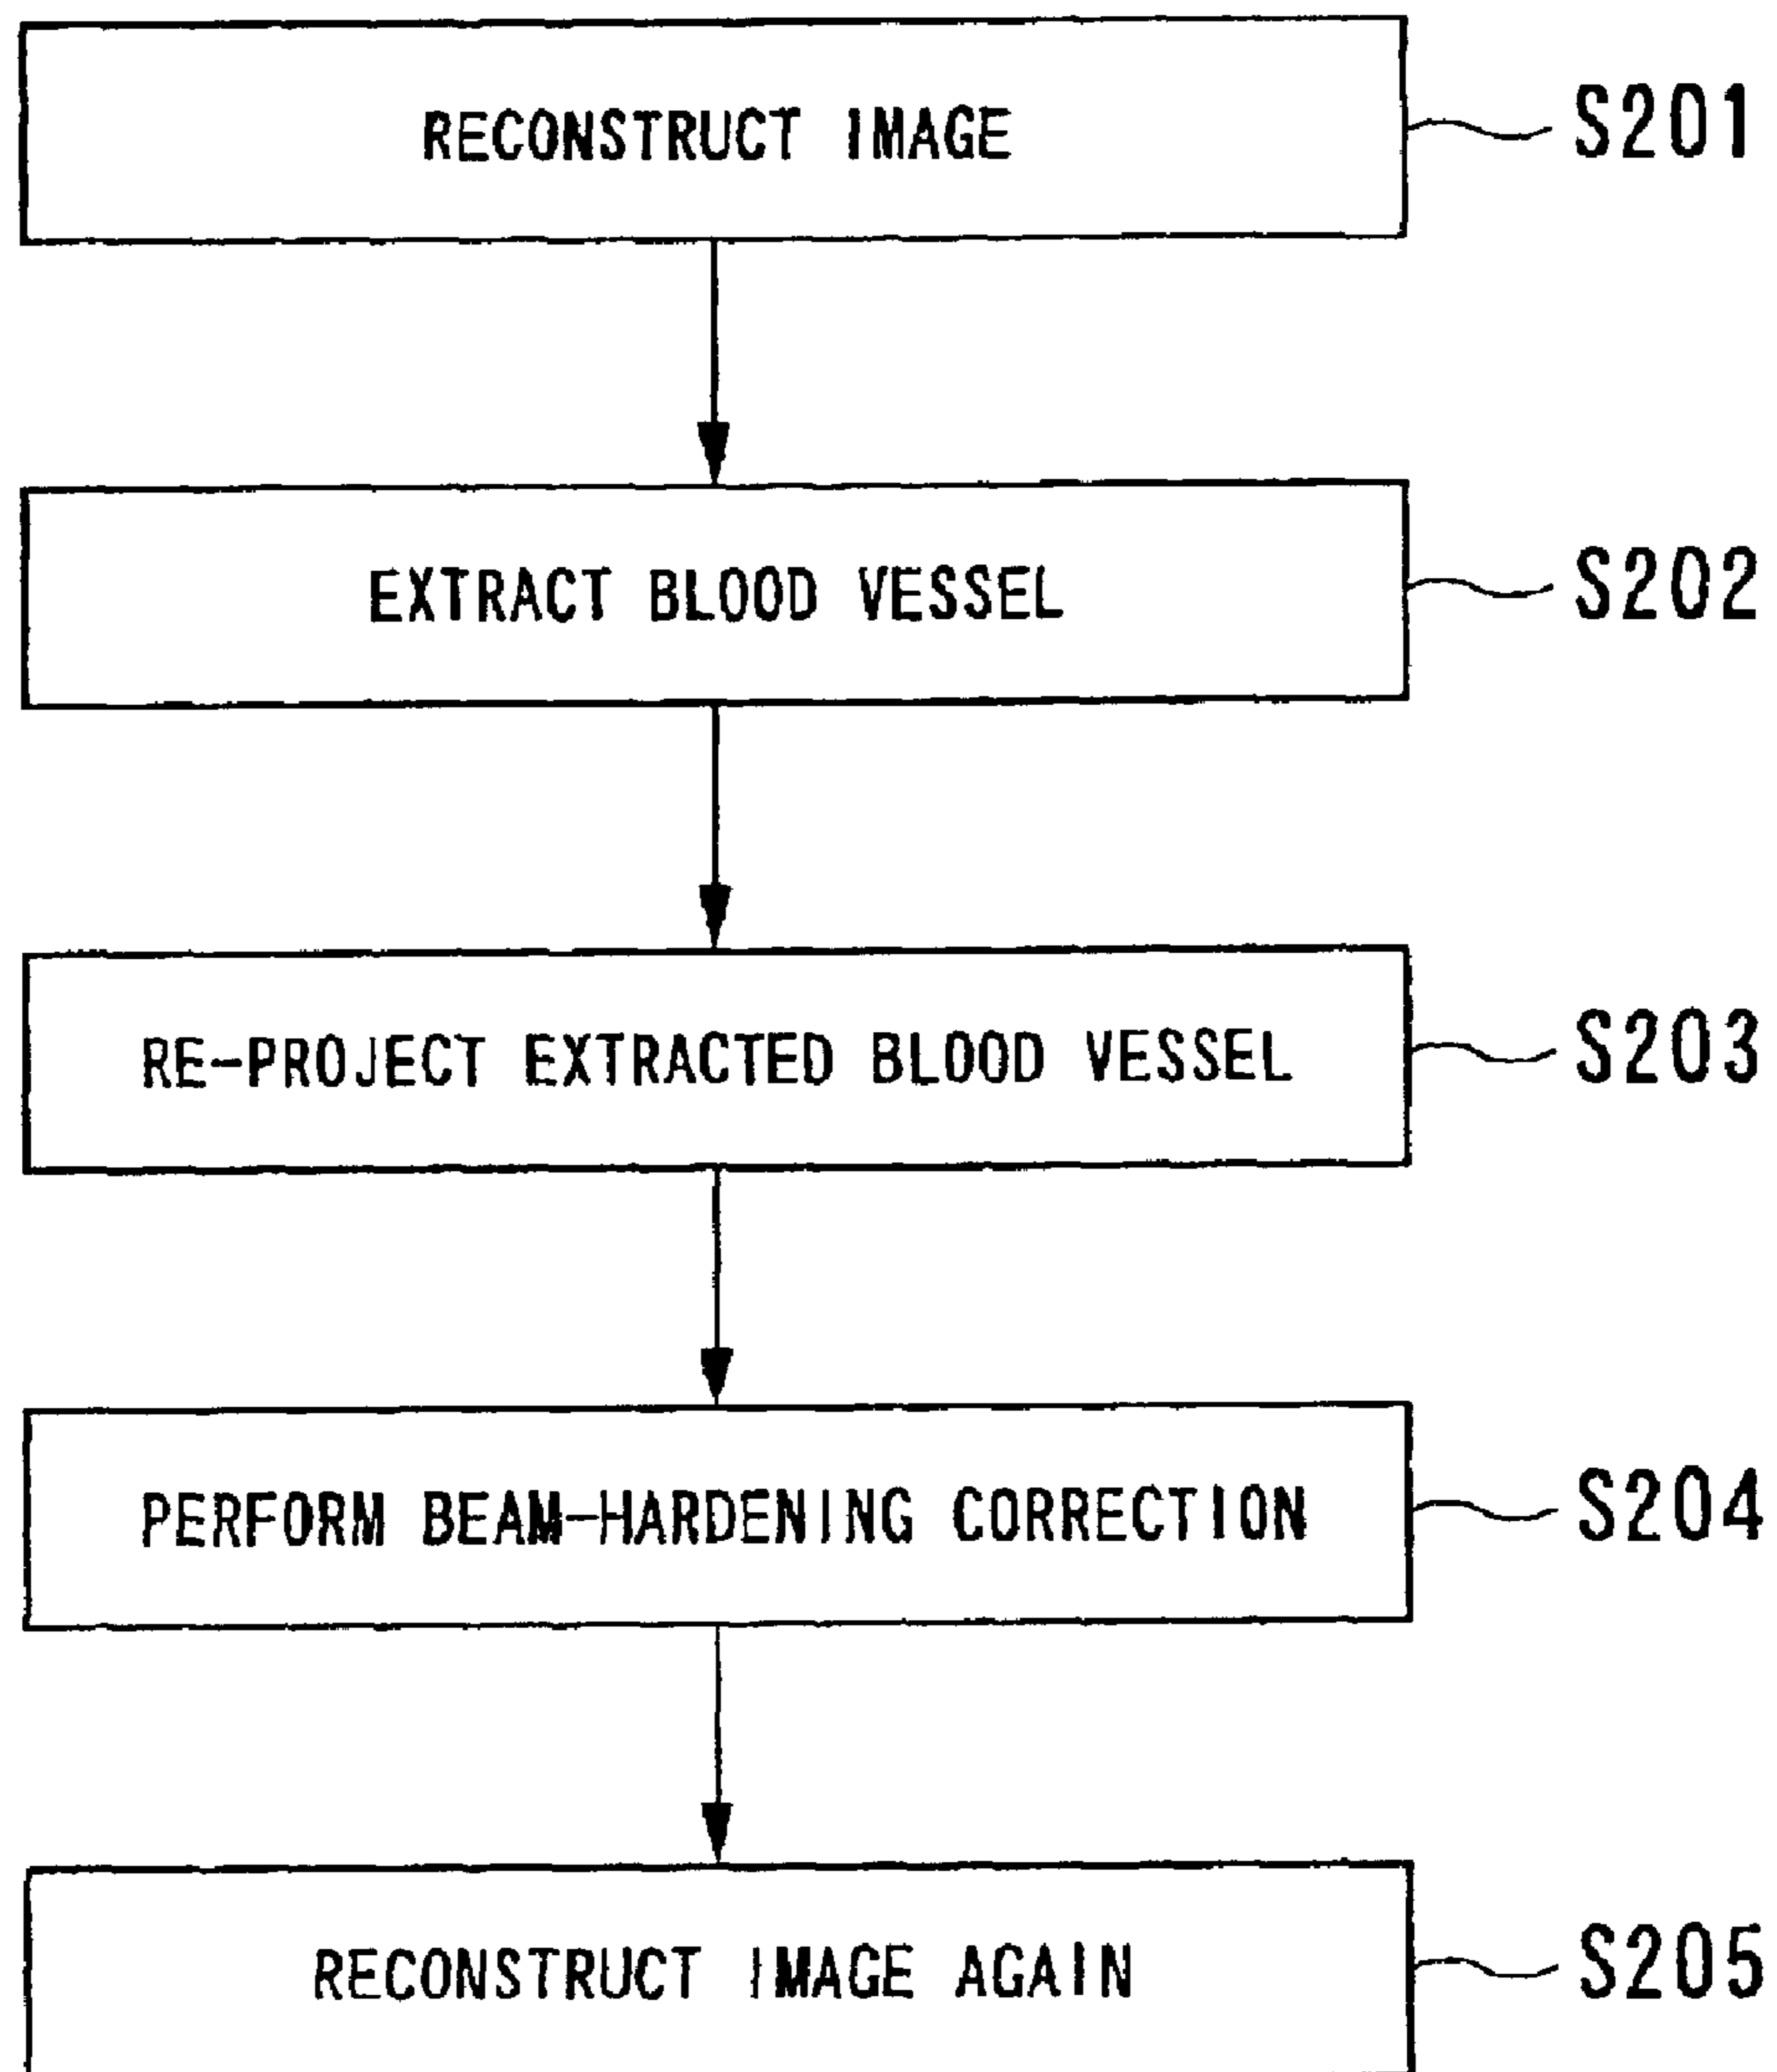 RECONSTRUCT IMAGE
S201
EXTRACT BLOOD VESSEL
S202
RE-PROJECT EXTRACTED BLOOD VESSEL
S203
PERFORM BEAM-HARDENING CORRECTION
S204
RECONSTRUCT IMAGE AGAIN
S205